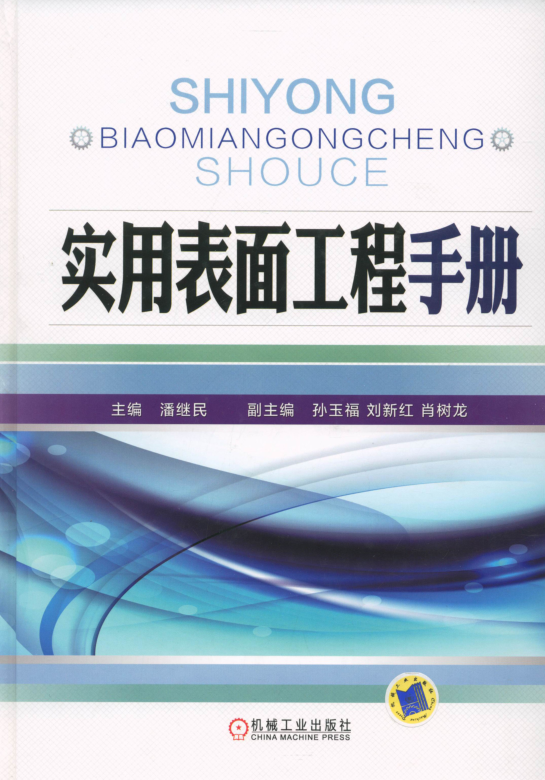 SHIYONG
BIAOMIANGONGCHENG
SHOUCE
实用表面工程手册
主编 潘继民 副主编 孙玉福 刘新红 肖树龙
机械工业出版社
CHINA MACHINE PRESS